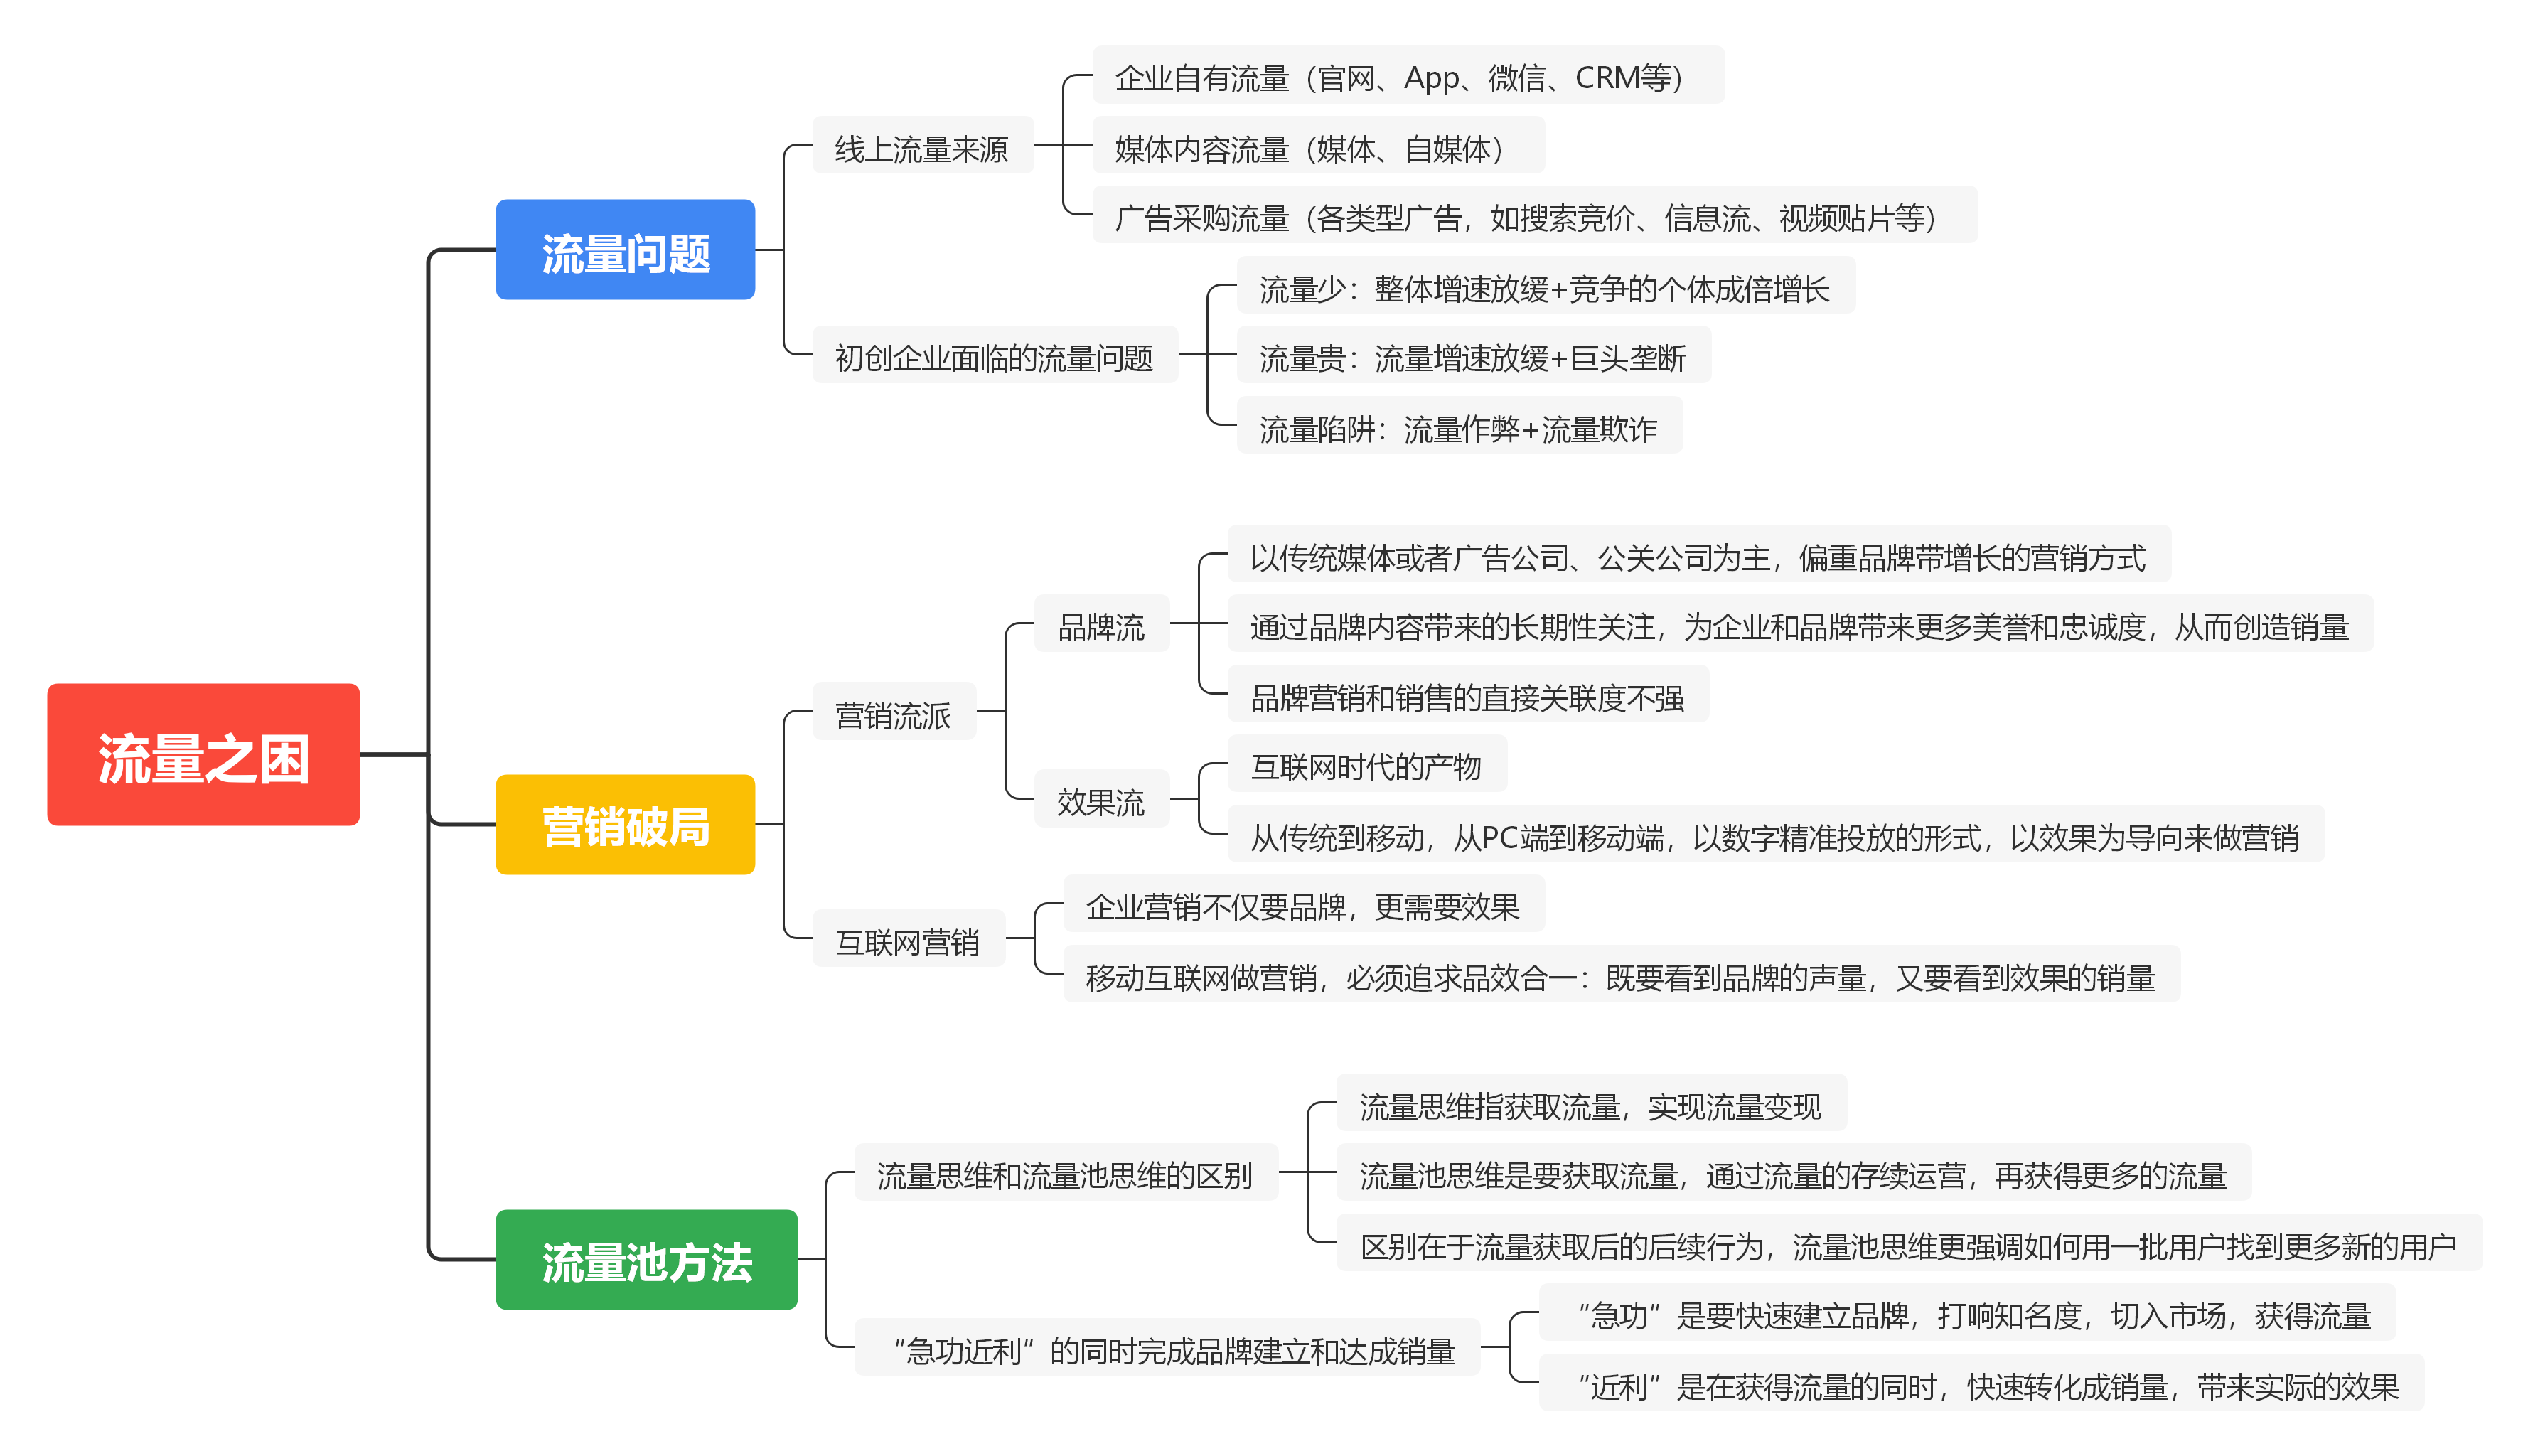 流量之困
流量问题
线上流量来源
企业自有流量（官网、App、微信、CRM等）
媒体内容流量（媒体、自媒体）
广告采购流量（各类型广告，如搜索竞价、信息流、视频贴片等）
初创企业面临的流量问题
流量少：整体增速放缓+竞争的个体成倍增长
流量贵：流量增速放缓+巨头垄断
流量陷阱：流量作弊+流量欺诈
营销破局
营销流派
品牌流
以传统媒体或者广告公司、公关公司为主，偏重品牌带增长的营销方式
通过品牌内容带来的长期性关注，为企业和品牌带来更多美誉和忠诚度，从而创造销量
品牌营销和销售的直接关联度不强
效果流
互联网时代的产物
从传统到移动，从PC端到移动端，以数字精准投放的形式，以效果为导向来做营销
互联网营销
企业营销不仅要品牌，更需要效果
移动互联网做营销，必须追求品效合一：既要看到品牌的声量，又要看到效果的销量
流量池方法
流量思维和流量池思维的区别
流量思维指获取流量，实现流量变现
流量池思维是要获取流量，通过流量的存续运营，再获得更多的流量
区别在于流量获取后的后续行为，流量池思维更强调如何用一批用户找到更多新的用户
“急功近利”的同时完成品牌建立和达成销量
“急功”是要快速建立品牌，打响知名度，切入市场，获得流量
“近利”是在获得流量的同时，快速转化成销量，带来实际的效果